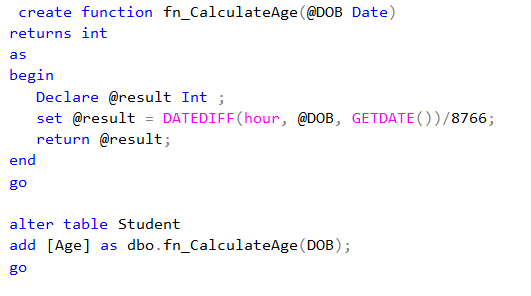 create function fn_CalculateAge(@DOB Date)
returns int
as
begin
Declare @result Int ;
set @result = DATEDIFF(hour, @DOB, GETDATE())/8766;
return @result;
end
go
alter table Student
add [Age] as dbo.fn_CalculateAge(DOB);
go